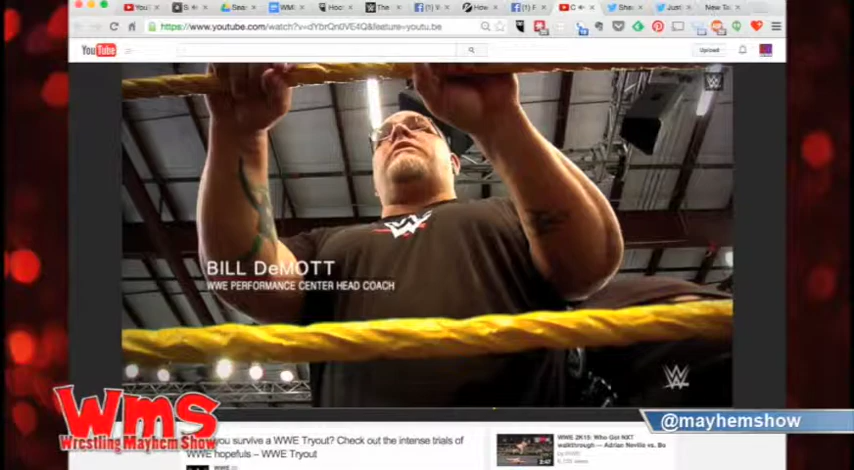 https://www.youtube.com/watch?v=dYbrQn0VE4Q&feature=youtu.be
YouTube
Upload
BILL DeMOTT
WWE PERFORMANCE CENTER HEAD COACH
WMS
Wrestling Mayhem Show
@mayhemshow
you survive a WWE Tryout? Check out the intense trials of
WWE hopefuls – WWE Tryout
WWE 2K15: Who Got NXT
walkthrough – Adrian Neville vs. Bo